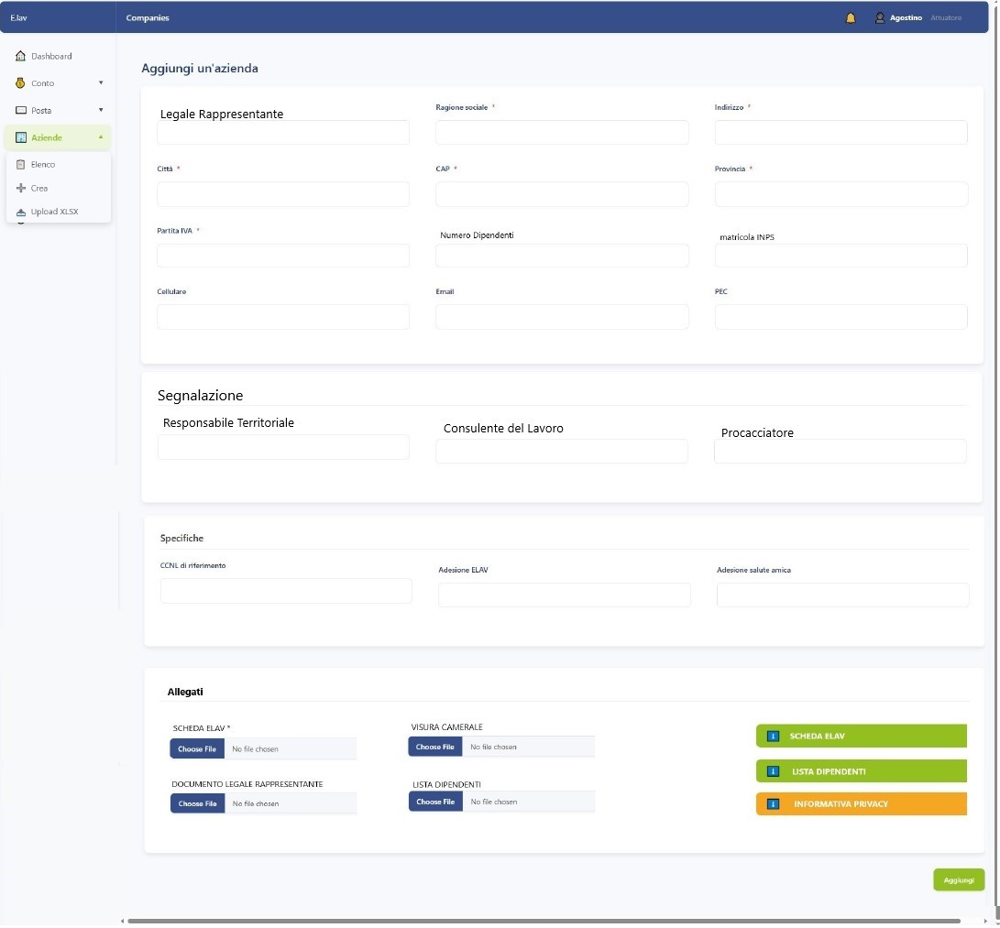 E.lav
Companies
Agostino Attuatore
Dashboard
Conto
Posta
Aziende
Elenco
Crea
Upload XLSX
Aggiungi un'azienda
Legale Rappresentante
Ragione sociale *
Indirizzo *
Città *
CAP *
Provincia *
Partita IVA *
Numero Dipendenti
matricola INPS
Cellulare
Email
PEC
Segnalazione
Responsabile Territoriale
Consulente del Lavoro
Procacciatore
Specifiche
CCNL di riferimento
Adesione ELAV
Adesione salute amica
Allegati
SCHEDA ELAV *
Choose File No file chosen
VISURA CAMERALE
Choose File No file chosen
DOCUMENTO LEGALE RAPPRESENTANTE
Choose File No file chosen
LISTA DIPENDENTI
Choose File No file chosen
SCHEDA ELAV
LISTA DIPENDENTI
INFORMATIVA PRIVACY
Aggiungi